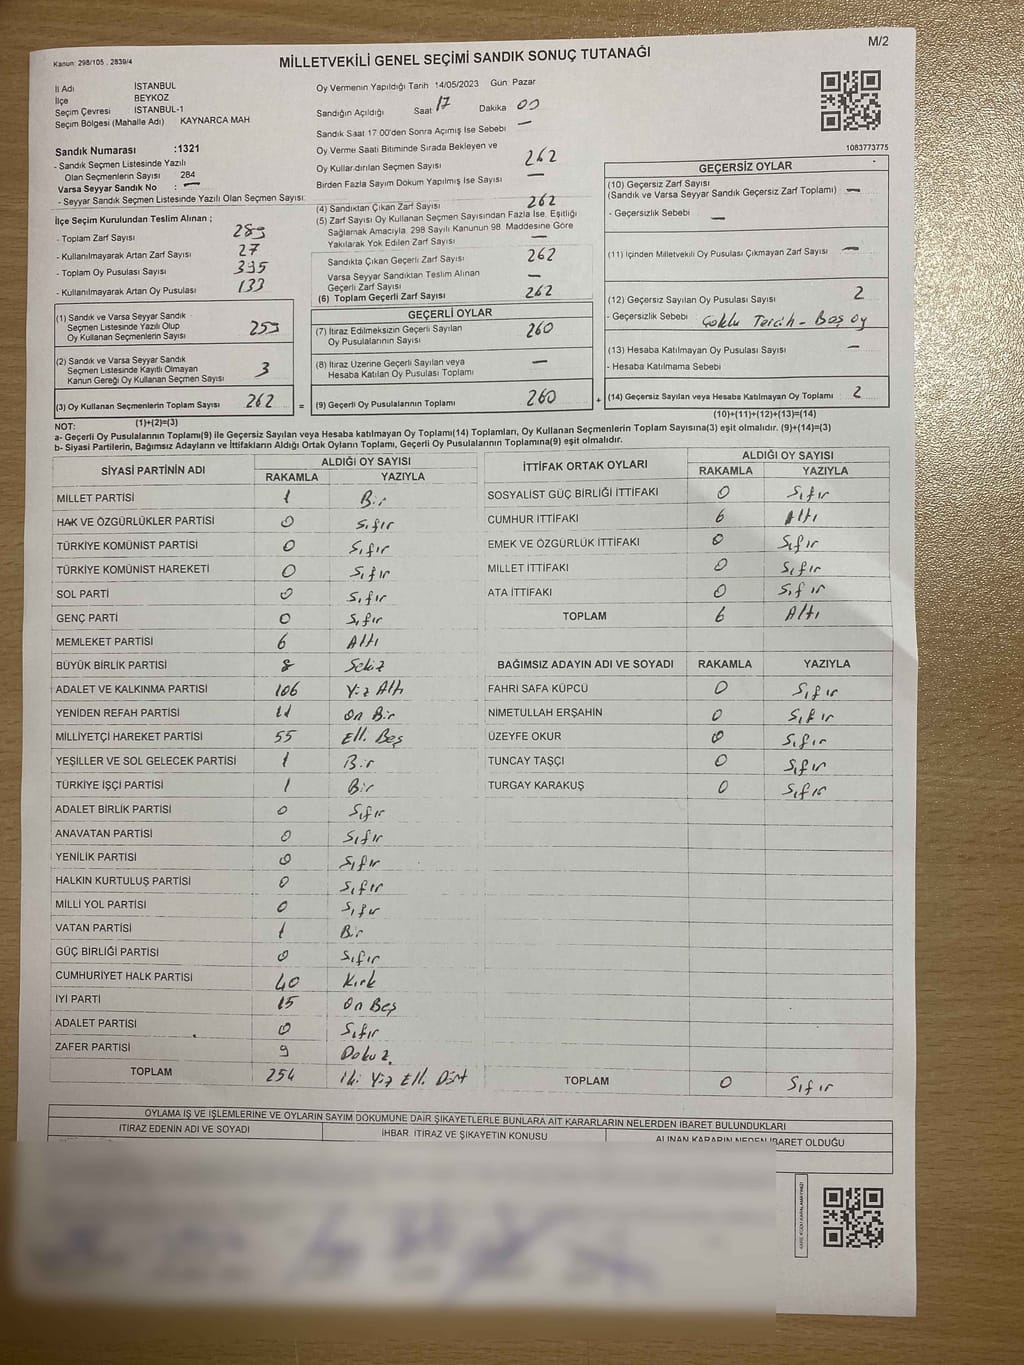 M/2
Kanun: 298/105 , 2839/4
MİLLETVEKİLİ GENEL SEÇİMİ SANDIK SONUÇ TUTANAĞI
İl Adı İSTANBUL
İlçe BEYKOZ
Seçim Çevresi İSTANBUL-1
Seçim Bölgesi (Mahalle Adı) KAYNARCA MAH
Sandık Numarası :1321
- Sandık Seçmen Listesinde Yazılı
Olan Seçmenlerin Sayısı 284
Varsa Seyyar Sandık No : —
- Seyyar Sandık Seçmen Listesinde Yazılı Olan Seçmen Sayısı:
İlçe Seçim Kurulundan Teslim Alınan ;
- Toplam Zarf Sayısı 289
- Kullanılmayarak Artan Zarf Sayısı 27
- Toplam Oy Pusulası Sayısı 395
- Kullanılmayarak Artan Oy Pusulası 133
(1) Sandık ve Varsa Seyyar Sandık
Seçmen Listesinde Yazılı Olup
Oy Kullanan Seçmenlerin Sayısı 259
(2) Sandık ve Varsa Seyyar Sandık
Seçmen Listesinde Kayıtlı Olmayan
Kanun Gereği Oy Kullanan Seçmen Sayısı 3
(3) Oy Kullanan Seçmenlerin Toplam Sayısı 262 =
(1)+(2)=(3)
Oy Vermenin Yapıldığı Tarih 14/05/2023 Gün Pazar
Sandığın Açıldığı Saat 17 Dakika 00
Sandık Saat 17:00'den Sonra Açılmış İse Sebebi —
Oy Verme Saati Bitiminde Sırada Bekleyen ve
Oy Kullandırılan Seçmen Sayısı 262
Birden Fazla Sayım Döküm Yapılmış İse Sayısı —
(4) Sandıktan Çıkan Zarf Sayısı 262
(5) Zarf Sayısı Oy Kullanan Seçmen Sayısından Fazla İse, Eşitliği
Sağlamak Amacıyla, 298 Sayılı Kanunun 98. Maddesine Göre
Yakılarak Yok Edilen Zarf Sayısı —
Sandıkta Çıkan Geçerli Zarf Sayısı 262
Varsa Seyyar Sandıktan Teslim Alınan
Geçerli Zarf Sayısı —
(6) Toplam Geçerli Zarf Sayısı 262
GEÇERLİ OYLAR
(7) İtiraz Edilmeksizin Geçerli Sayılan
Oy Pusulalarının Sayısı 260
(8) İtiraz Üzerine Geçerli Sayılan veya
Hesaba Katılan Oy Pusulası Toplamı —
(9) Geçerli Oy Pusulalarının Toplamı 260 +
1083773775
GEÇERSİZ OYLAR
(10) Geçersiz Zarf Sayısı
(Sandık ve Varsa Seyyar Sandık Geçersiz Zarf Toplamı) —
- Geçersizlik Sebebi —
(11) İçinden Milletvekili Oy Pusulası Çıkmayan Zarf Sayısı —
(12) Geçersiz Sayılan Oy Pusulası Sayısı 2
- Geçersizlik Sebebi Çoklu Tercih - Boş oy
(13) Hesaba Katılmayan Oy Pusulası Sayısı —
- Hesaba Katılmama Sebebi
(14) Geçersiz Sayılan veya Hesaba Katılmayan Oy Toplamı 2
(10)+(11)+(12)+(13)=(14)
NOT:
a- Geçerli Oy Pusulalarının Toplamı(9) ile Geçersiz Sayılan veya Hesaba katılmayan Oy Toplamı(14) Toplamları, Oy Kullanan Seçmenlerin Toplam Sayısına(3) eşit olmalıdır. (9)+(14)=(3)
b- Siyasi Partilerin, Bağımsız Adayların ve İttifakların Aldığı Ortak Oyların Toplamı, Geçerli Oy Pusulalarının Toplamına(9) eşit olmalıdır.
SİYASİ PARTİNİN ADI ALDIĞI OY SAYISI
RAKAMLA YAZIYLA
MİLLET PARTİSİ 1 Bir
HAK VE ÖZGÜRLÜKLER PARTİSİ 0 Sıfır
TÜRKİYE KOMÜNİST PARTİSİ 0 Sıfır
TÜRKİYE KOMÜNİST HAREKETİ 0 Sıfır
SOL PARTİ 0 Sıfır
GENÇ PARTİ 0 Sıfır
MEMLEKET PARTİSİ 6 Altı
BÜYÜK BİRLİK PARTİSİ 8 Sekiz
ADALET VE KALKINMA PARTİSİ 106 Yüz Altı
YENİDEN REFAH PARTİSİ 11 On Bir
MİLLİYETÇİ HAREKET PARTİSİ 55 Elli Beş
YEŞİLLER VE SOL GELECEK PARTİSİ 1 Bir
TÜRKİYE İŞÇİ PARTİSİ 1 Bir
ADALET BİRLİK PARTİSİ 0 Sıfır
ANAVATAN PARTİSİ 0 Sıfır
YENİLİK PARTİSİ 0 Sıfır
HALKIN KURTULUŞ PARTİSİ 0 Sıfır
MİLLİ YOL PARTİSİ 0 Sıfır
VATAN PARTİSİ 1 Bir
GÜÇ BİRLİĞİ PARTİSİ 0 Sıfır
CUMHURİYET HALK PARTİSİ 40 Kırk
İYİ PARTİ 15 On Beş
ADALET PARTİSİ 0 Sıfır
ZAFER PARTİSİ 9 Dokuz
TOPLAM 254 İki Yüz Elli Dört
İTTİFAK ORTAK OYLARI ALDIĞI OY SAYISI
RAKAMLA YAZIYLA
SOSYALİST GÜÇ BİRLİĞİ İTTİFAKI 0 Sıfır
CUMHUR İTTİFAKI 6 Altı
EMEK VE ÖZGÜRLÜK İTTİFAKI 0 Sıfır
MİLLET İTTİFAKI 0 Sıfır
ATA İTTİFAKI 0 Sıfır
TOPLAM 6 Altı
BAĞIMSIZ ADAYIN ADI VE SOYADI RAKAMLA YAZIYLA
FAHRİ SAFA KÜPCÜ 0 Sıfır
NİMETULLAH ERŞAHİN 0 Sıfır
ÜZEYFE OKUR 0 Sıfır
TUNCAY TAŞÇI 0 Sıfır
TURGAY KARAKUŞ 0 Sıfır
TOPLAM 0 Sıfır
OYLAMA İŞ VE İŞLEMLERİNE VE OYLARIN SAYIM DÖKÜMÜNE DAİR ŞİKAYETLERLE BUNLARA AİT KARARLARIN NELERDEN İBARET BULUNDUKLARI
İTİRAZ EDENİN ADI VE SOYADI İHBAR İTİRAZ VE ŞİKAYETİN KONUSU ALINAN KARARIN NEDEN İBARET OLDUĞU
KARE KODU KARALAMAYINIZ!